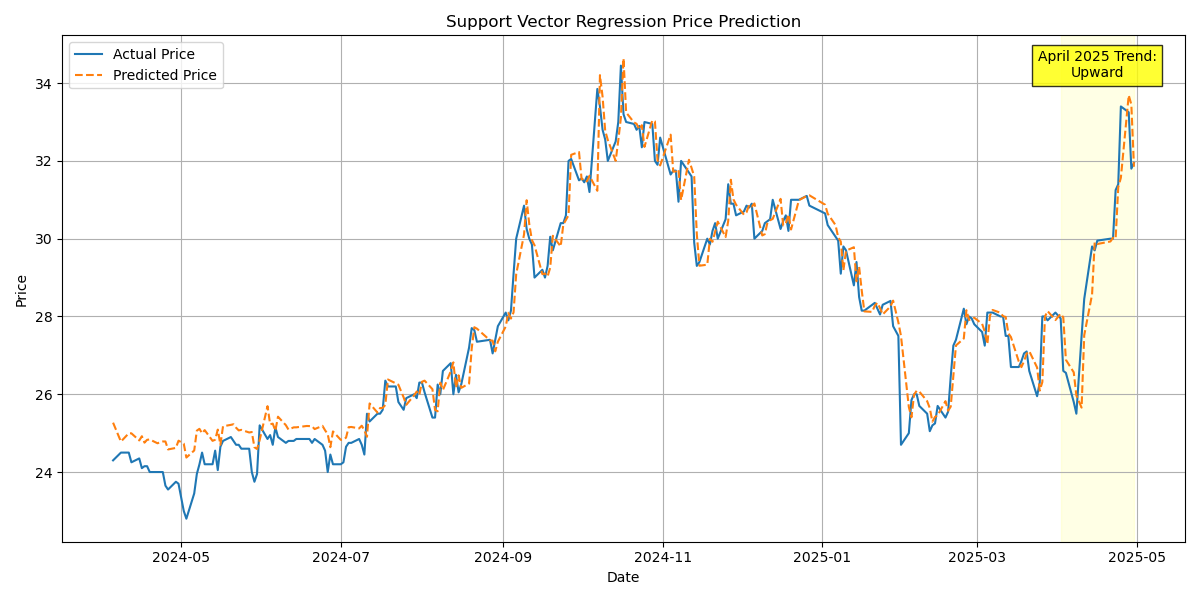 Support Vector Regression Price Prediction
Actual Price
Predicted Price
April 2025 Trend:
Upward
Price
34
32
30
28
26
24
2024-05
2024-07
2024-09
2024-11
2025-01
2025-03
2025-05
Date